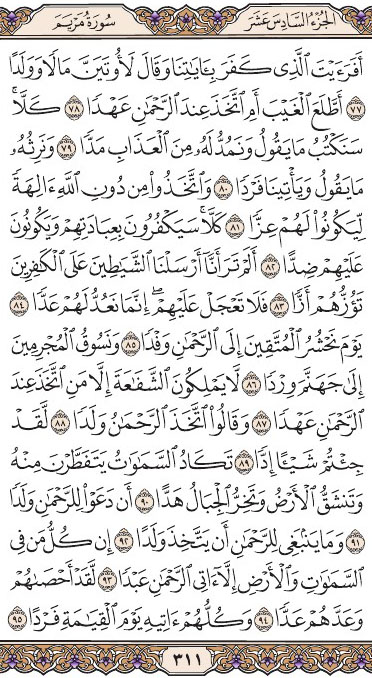 الجزء السادس عشر
سورة مريم
أَفَرَءَيْتَ ٱلَّذِى كَفَرَ بِـَٔايَـٰتِنَا وَقَالَ لَأُوتَيَنَّ مَالًا وَوَلَدًا
٧٧ أَطَّلَعَ ٱلْغَيْبَ أَمِ ٱتَّخَذَ عِندَ ٱلرَّحْمَـٰنِ عَهْدًا ٧٨ كَلَّا ۚ
سَنَكْتُبُ مَا يَقُولُ وَنَمُدُّ لَهُۥ مِنَ ٱلْعَذَابِ مَدًّا ٧٩ وَنَرِثُهُۥ
مَا يَقُولُ وَيَأْتِينَا فَرْدًا ٨٠ وَٱتَّخَذُوا۟ مِن دُونِ ٱللَّهِ ءَالِهَةً
لِّيَكُونُوا۟ لَهُمْ عِزًّا ٨١ كَلَّا ۚ سَيَكْفُرُونَ بِعِبَادَتِهِمْ وَيَكُونُونَ
عَلَيْهِمْ ضِدًّا ٨٢ أَلَمْ تَرَ أَنَّآ أَرْسَلْنَا ٱلشَّيَـٰطِينَ عَلَى ٱلْكَـٰفِرِينَ
تَؤُزُّهُمْ أَزًّا ٨٣ فَلَا تَعْجَلْ عَلَيْهِمْ ۖ إِنَّمَا نَعُدُّ لَهُمْ عَدًّا ٨٤
يَوْمَ نَحْشُرُ ٱلْمُتَّقِينَ إِلَى ٱلرَّحْمَـٰنِ وَفْدًا ٨٥ وَنَسُوقُ ٱلْمُجْرِمِينَ
إِلَىٰ جَهَنَّمَ وِرْدًا ٨٦ لَّا يَمْلِكُونَ ٱلشَّفَـٰعَةَ إِلَّا مَنِ ٱتَّخَذَ عِندَ
ٱلرَّحْمَـٰنِ عَهْدًا ٨٧ وَقَالُوا۟ ٱتَّخَذَ ٱلرَّحْمَـٰنُ وَلَدًا ٨٨ لَّقَدْ
جِئْتُمْ شَيْـًٔا إِدًّا ٨٩ تَكَادُ ٱلسَّمَـٰوَٰتُ يَتَفَطَّرْنَ مِنْهُ
وَتَنشَقُّ ٱلْأَرْضُ وَتَخِرُّ ٱلْجِبَالُ هَدًّا ٩٠ أَن دَعَوْا۟ لِلرَّحْمَـٰنِ وَلَدًا
٩١ وَمَا يَنۢبَغِى لِلرَّحْمَـٰنِ أَن يَتَّخِذَ وَلَدًا ٩٢ إِن كُلُّ مَن فِى
ٱلسَّمَـٰوَٰتِ وَٱلْأَرْضِ إِلَّآ ءَاتِى ٱلرَّحْمَـٰنِ عَبْدًا ٩٣ لَّقَدْ أَحْصَىٰهُمْ
وَعَدَّهُمْ عَدًّا ٩٤ وَكُلُّهُمْ ءَاتِيهِ يَوْمَ ٱلْقِيَـٰمَةِ فَرْدًا ٩٥
٣١١